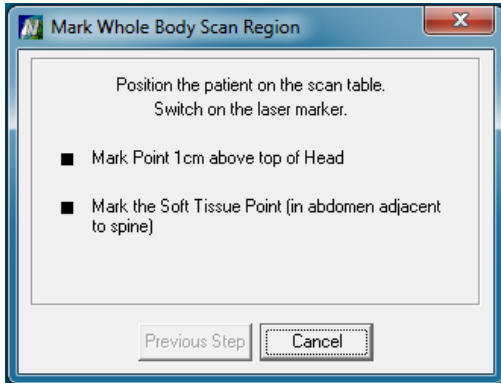 Mark Whole Body Scan Region
Position the patient on the scan table.
Switch on the laser marker.
Mark Point 1cm above top of Head
Mark the Soft Tissue Point (in abdomen adjacent
to spine)
Previous Step
Cancel